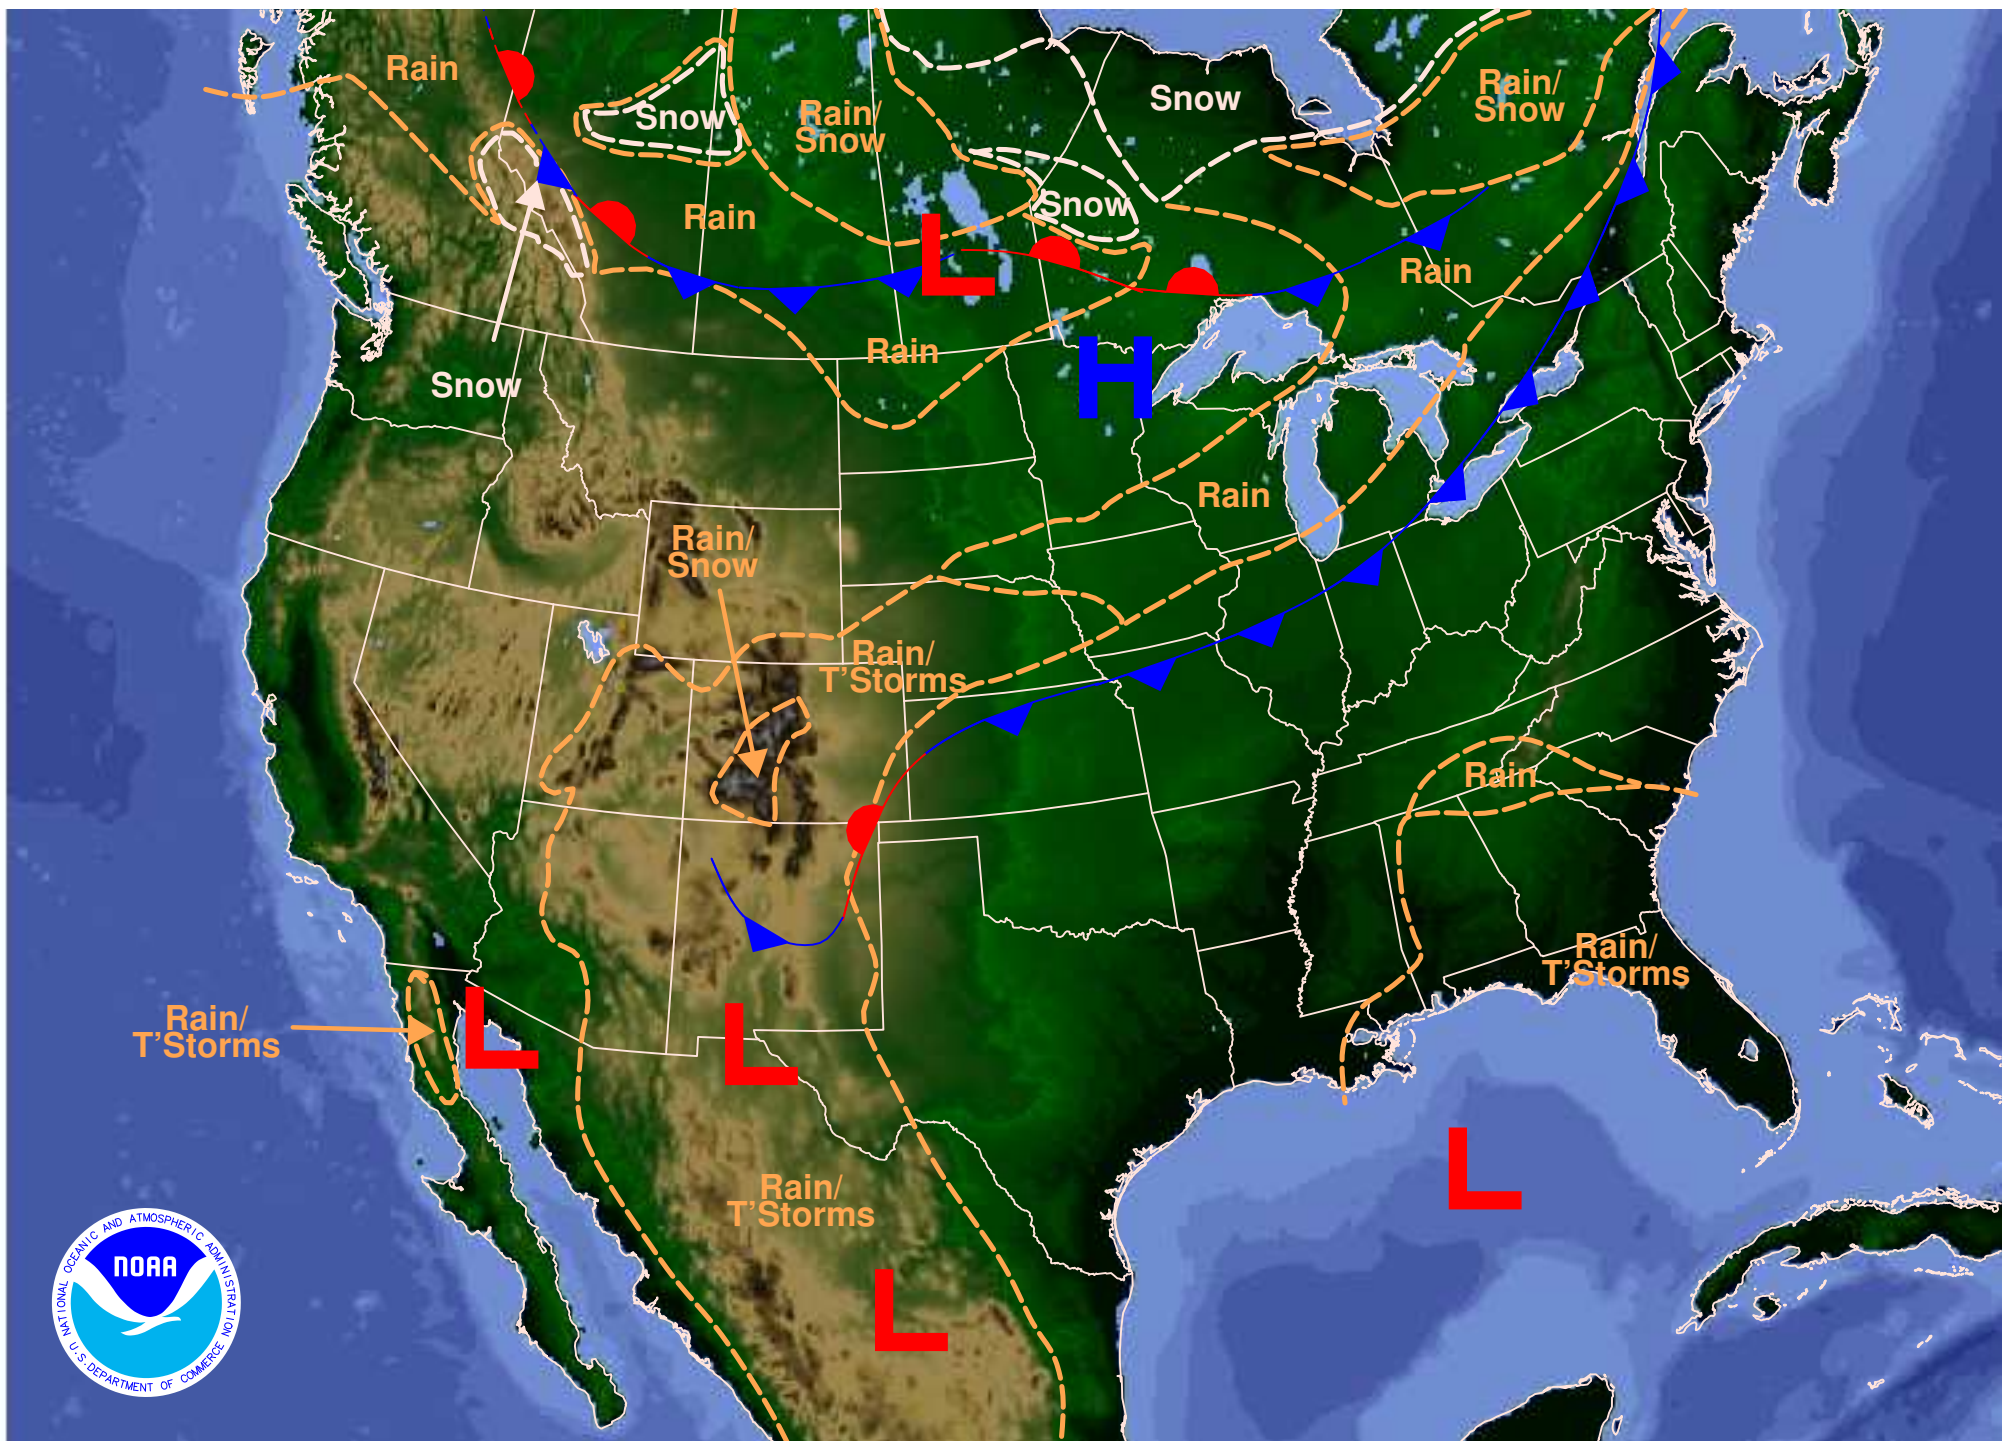 Rain
Snow
Rain/
Snow
Snow
Rain/
Snow
Snow
Rain
Rain
Rain
Snow
Rain
Rain/
Snow
Rain/
T'Storms
Rain
Rain/
T'Storms
Rain/
T'Storms
Rain/
T'Storms
L
H
L
L
L
L
NATIONAL OCEANIC AND ATMOSPHERIC ADMINISTRATION
NOAA
U.S. DEPARTMENT OF COMMERCE